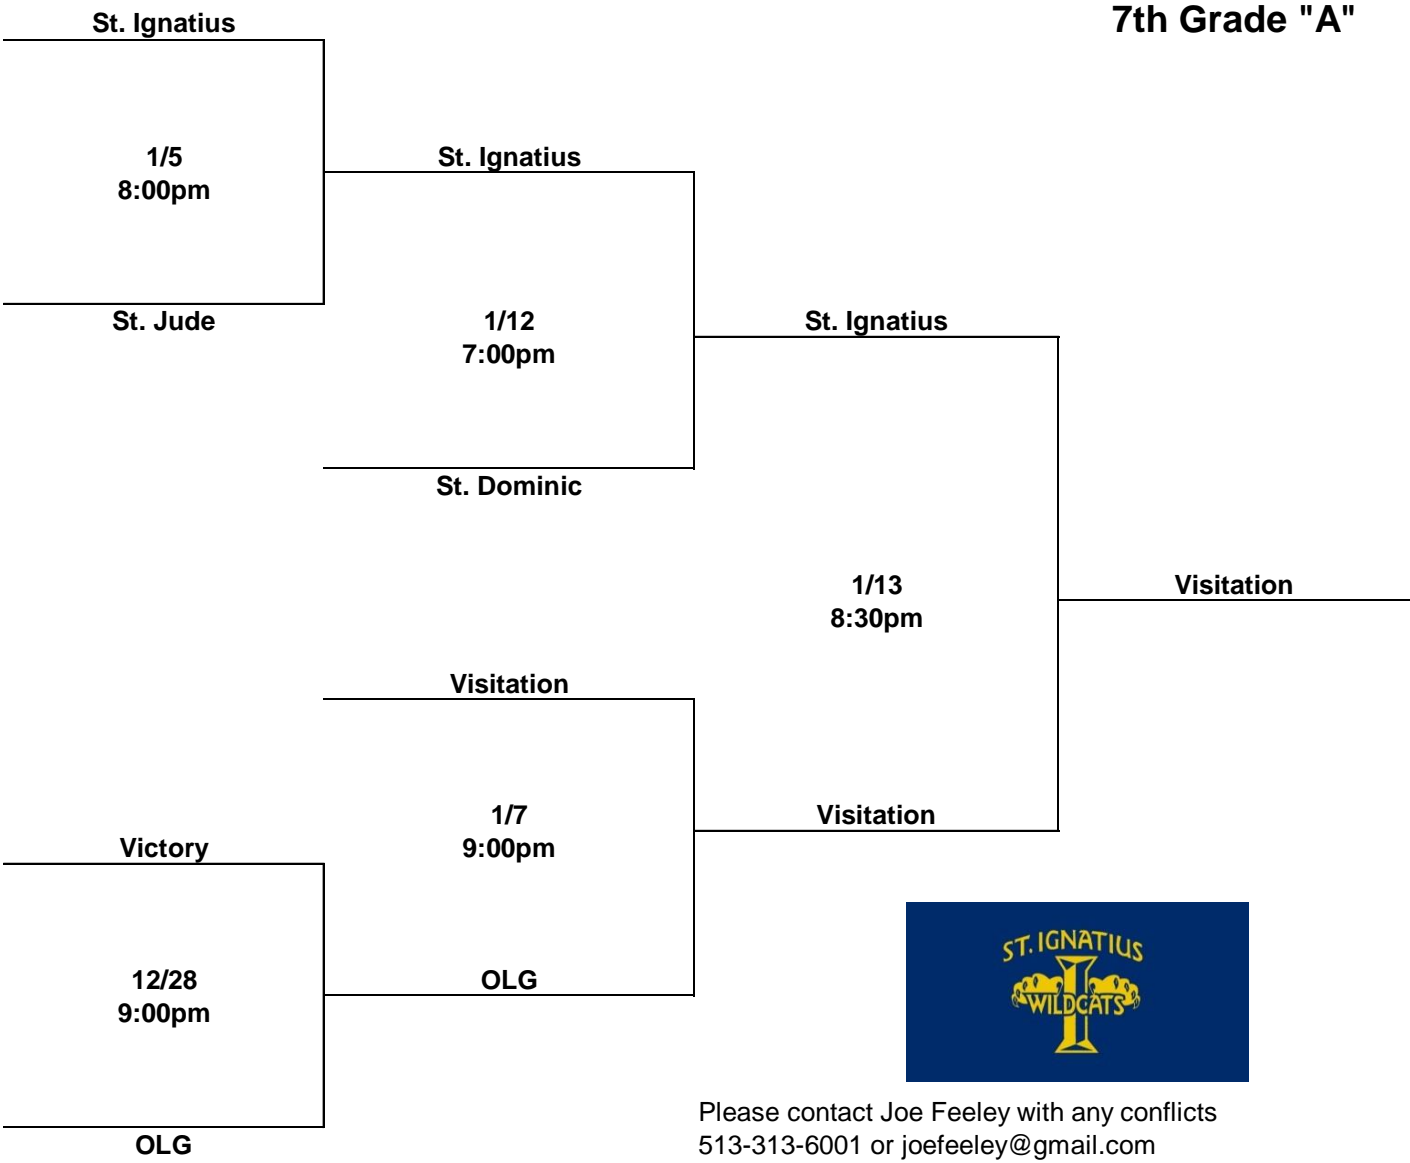 7th Grade "A"
St. Ignatius
1/5
8:00pm
St. Ignatius
St. Jude
1/12
7:00pm
St. Ignatius
St. Dominic
1/13
8:30pm
Visitation
Visitation
1/7
9:00pm
Visitation
Victory
12/28
9:00pm
OLG
OLG
ST. IGNATIUS
WILDCATS
Please contact Joe Feeley with any conflicts
513-313-6001 or joefeeley@gmail.com